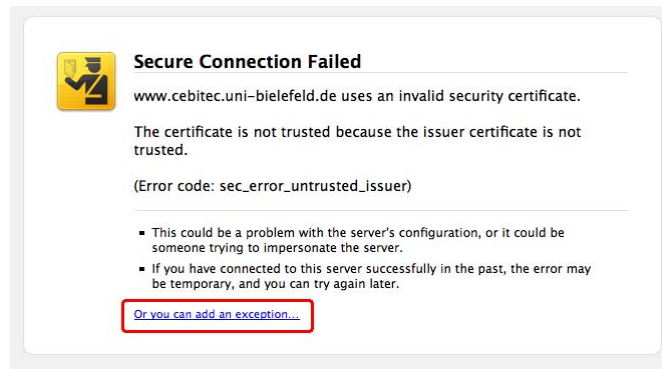 Secure Connection Failed
www.cebitec.uni-bielefeld.de uses an invalid security certificate.
The certificate is not trusted because the issuer certificate is not
trusted.
(Error code: sec_error_untrusted_issuer)
▪ This could be a problem with the server's configuration, or it could be
someone trying to impersonate the server.
▪ If you have connected to this server successfully in the past, the error may
be temporary, and you can try again later.
Or you can add an exception...